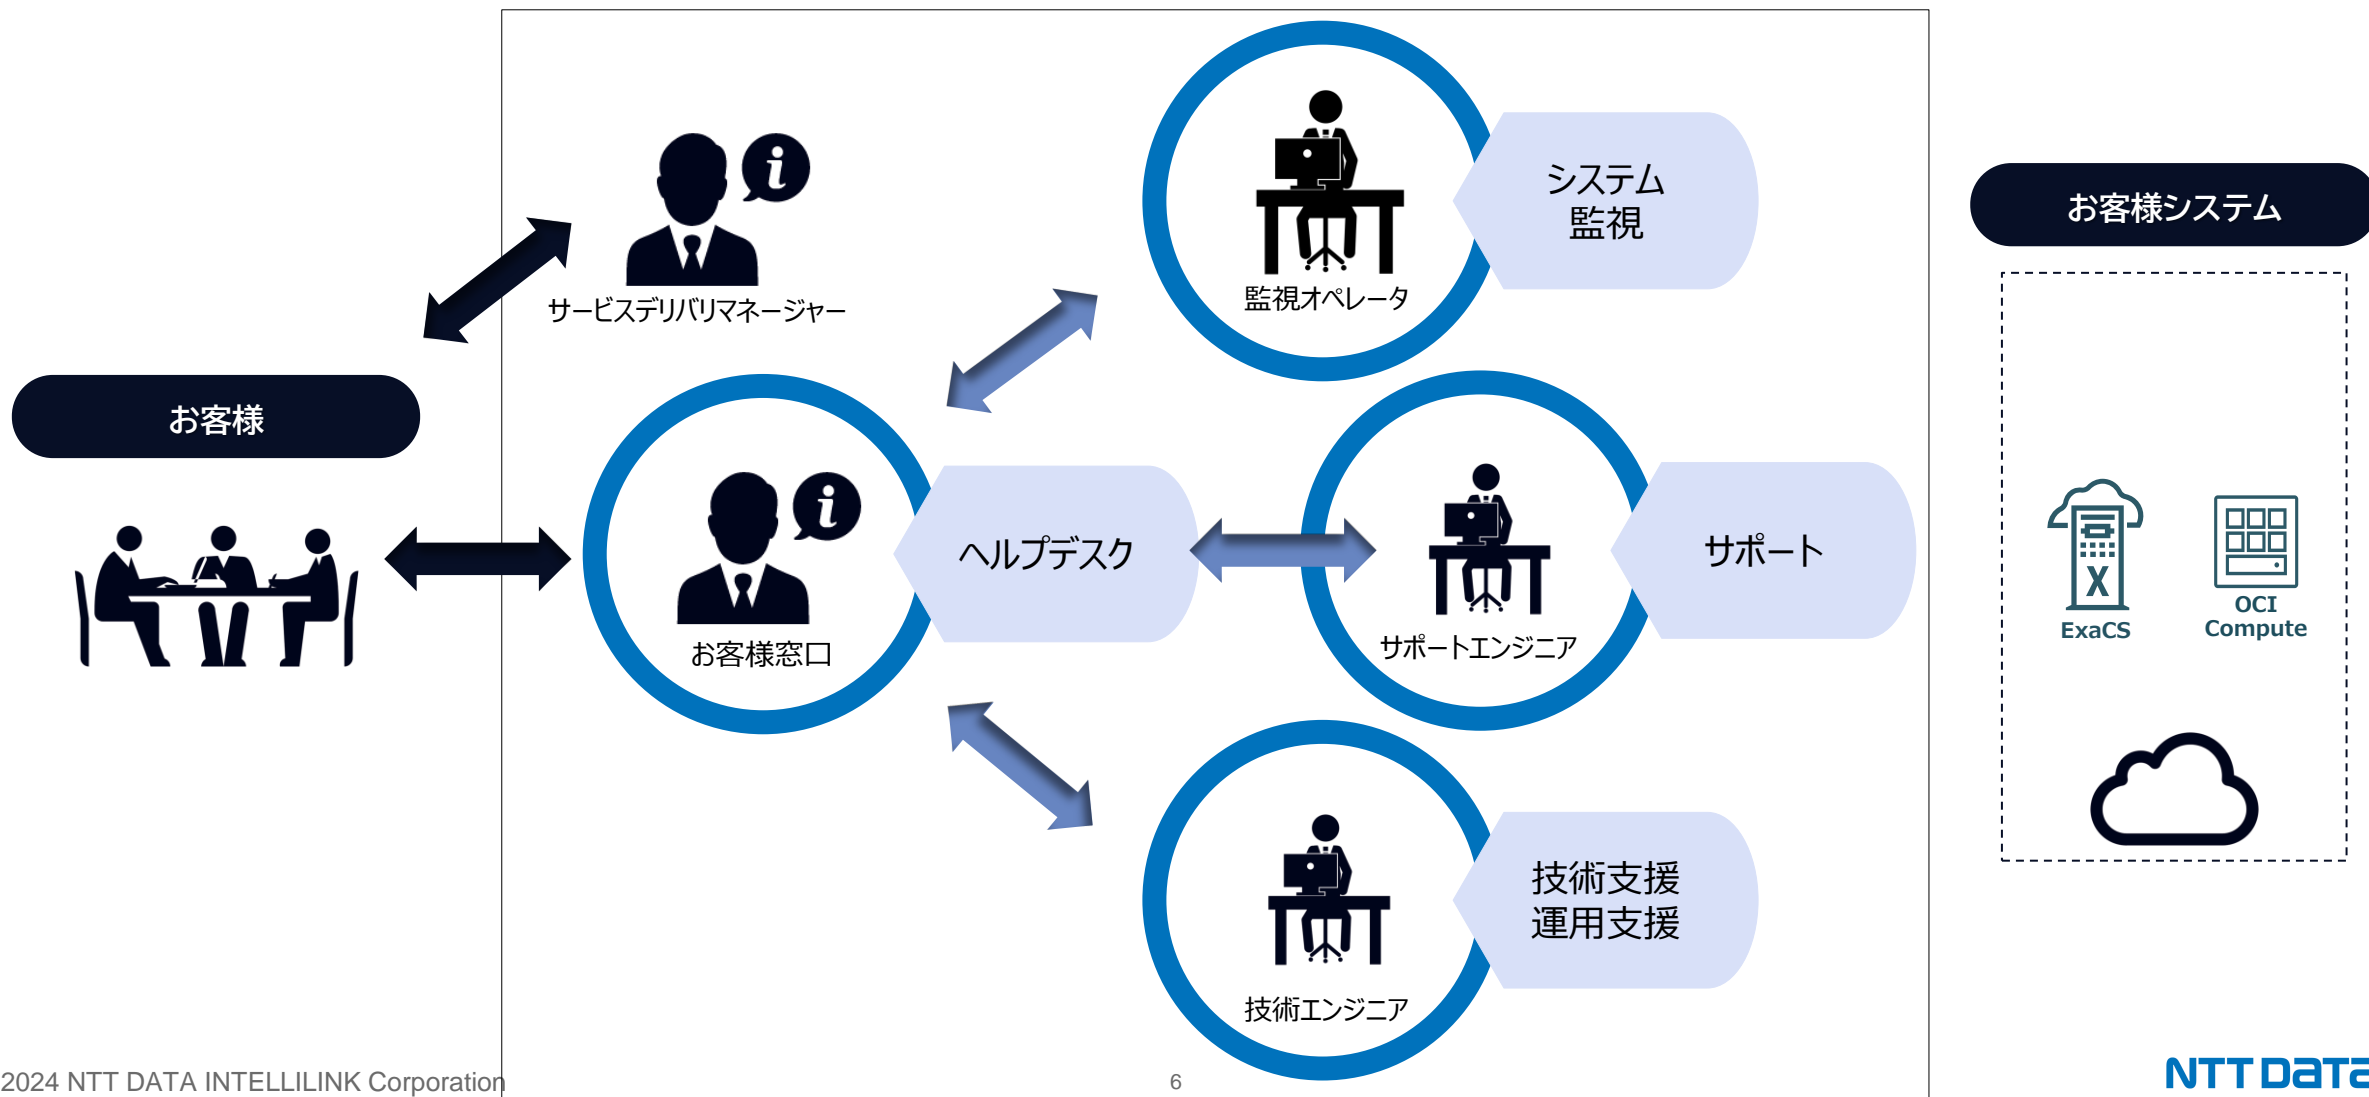 システム
監視
お客様システム
サービスデリバリマネージャー
監視オペレータ
お客様
ヘルプデスク
サポート
お客様窓口
サポートエンジニア
X
ExaCS
OCI
Compute
技術支援
運用支援
技術エンジニア
2024 NTT DATA INTELLILINK Corporation
6
NTT DATA